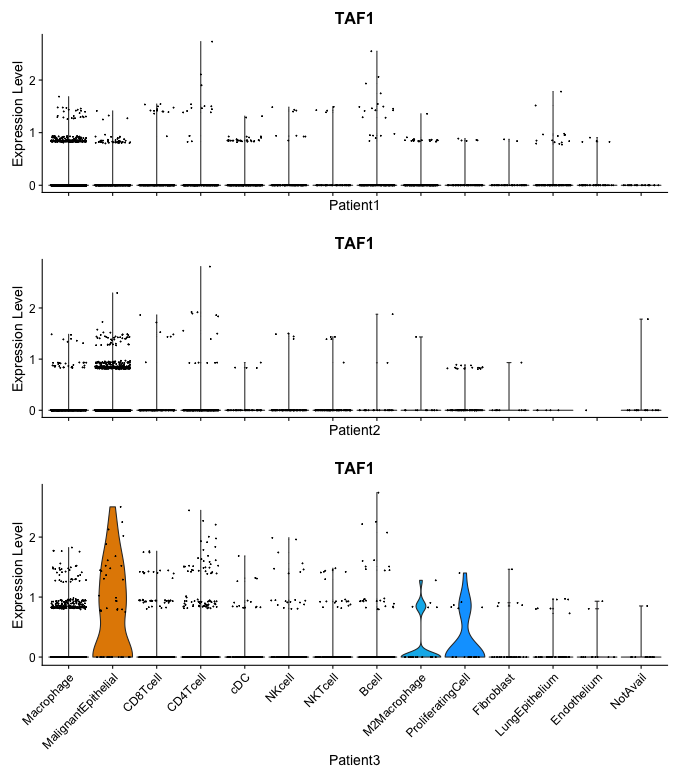 TAF1
Expression Level
2
1
0
Patient1
TAF1
Expression Level
2
1
0
Patient2
TAF1
Expression Level
2
1
0
Macrophage
MalignantEpithelial
CD8Tcell
CD4Tcell
cDC
NKcell
NKTcell
Bcell
M2Macrophage
ProliferatingCell
Fibroblast
LungEpithelium
Endothelium
NotAvail
Patient3